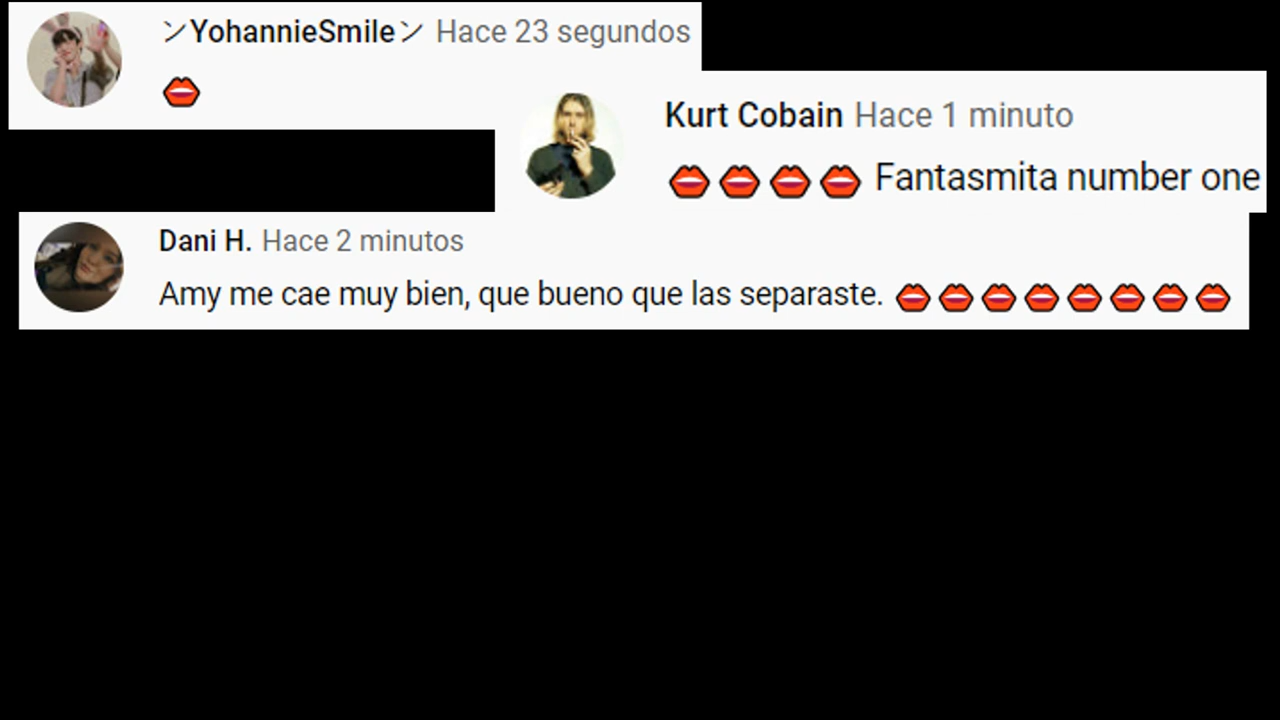 ンYohannieSmileン Hace 23 segundos
👄
Kurt Cobain Hace 1 minuto
👄👄👄👄 Fantasmita number one
Dani H. Hace 2 minutos
Amy me cae muy bien, que bueno que las separaste. 👄👄👄👄👄👄👄👄